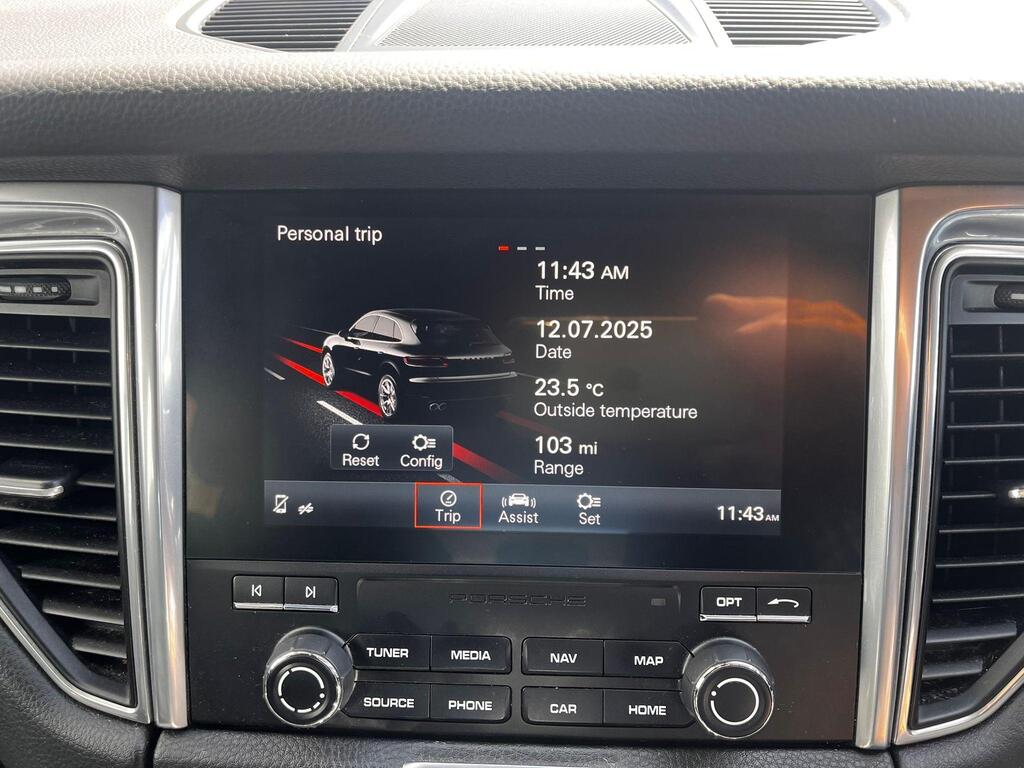 Personal trip
11:43 AM
Time
12.07.2025
Date
23.5 °C
Outside temperature
103 mi
Range
Reset Config
Trip Assist Set 11:43 AM
PORSCHE
OPT
TUNER MEDIA NAV MAP
SOURCE PHONE CAR HOME